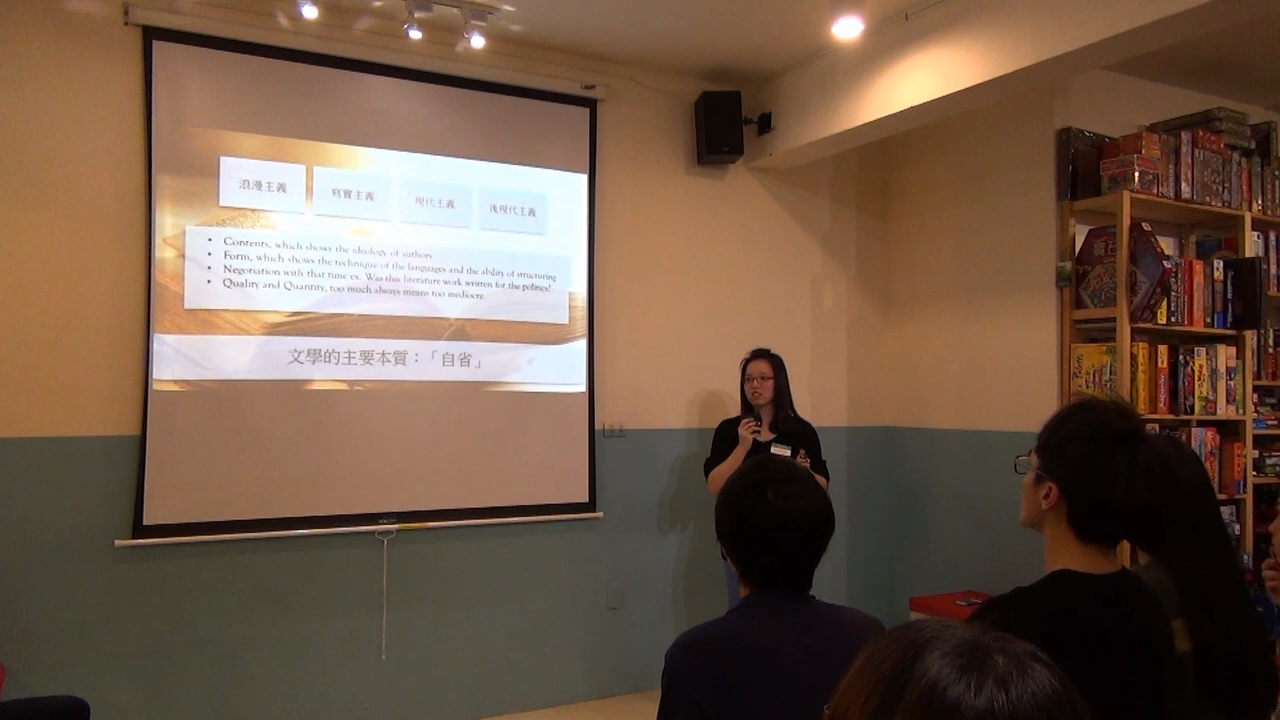 浪漫主義
寫實主義
現代主義
後現代主義
• Contents, which shows the ideology of authors
• Form, which shows the technique of the languages and the ability of structuring
• Negotiation with that time ex. Was this literature work written for the politics?
• Quality and Quantity, too much always means too mediocre
文學的主要本質：「自省」